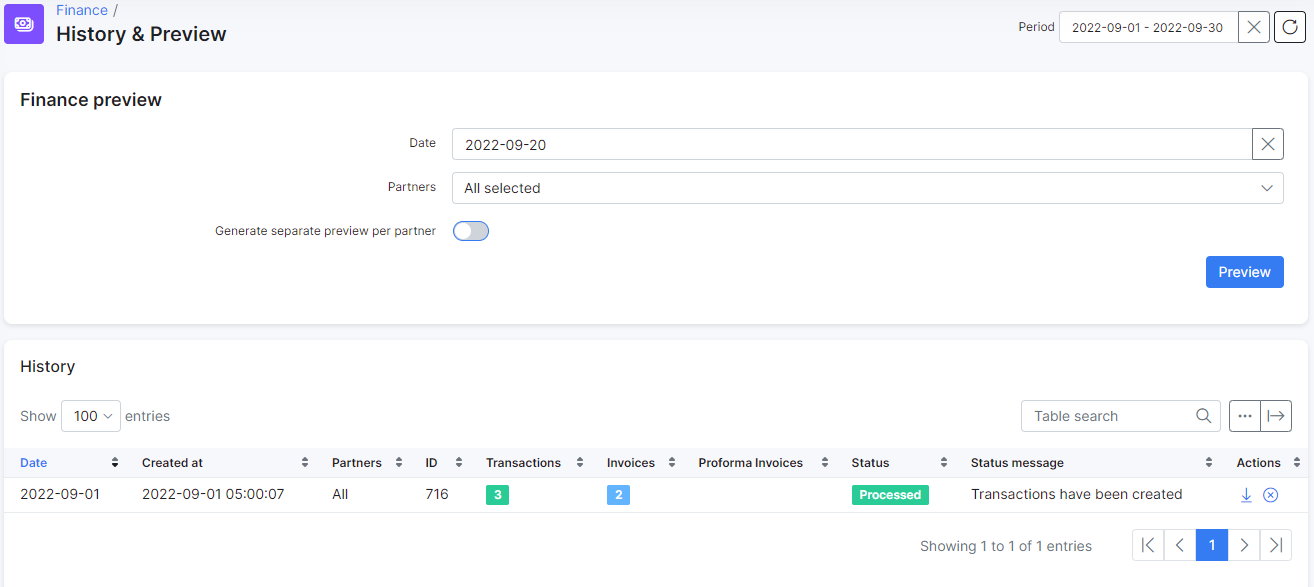 Finance /
History & Preview
Period 2022-09-01 - 2022-09-30
Finance preview
Date 2022-09-20
Partners All selected
Generate separate preview per partner
Preview
History
Show 100 entries Table search
Date Created at Partners ID Transactions Invoices Proforma Invoices Status Status message Actions
2022-09-01 2022-09-01 05:00:07 All 716 3 2 Processed Transactions have been created
Showing 1 to 1 of 1 entries 1